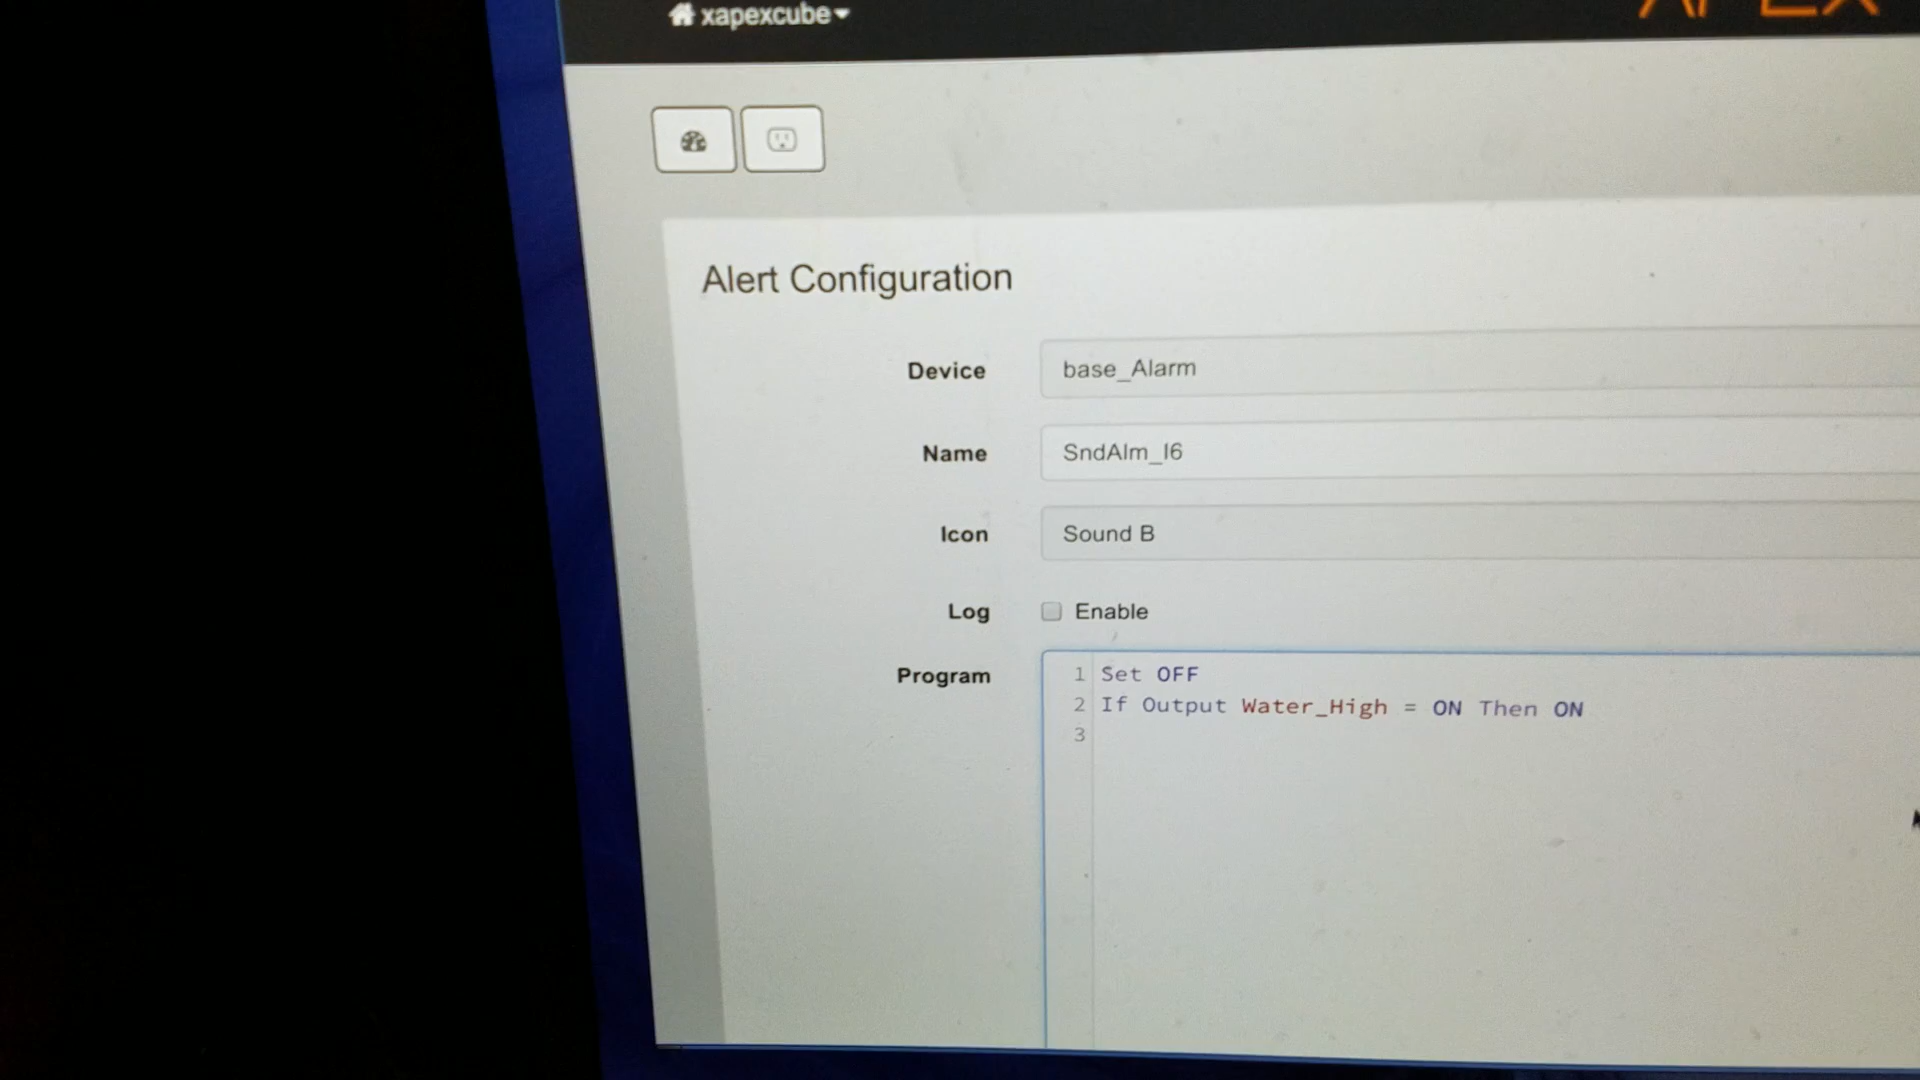 xapexcube
APEX
Alert Configuration
Device
base_Alarm
Name
SndAlm_I6
Icon
Sound B
Log
Enable
Program
1 Set OFF
2 If Output Water_High = ON Then ON
3